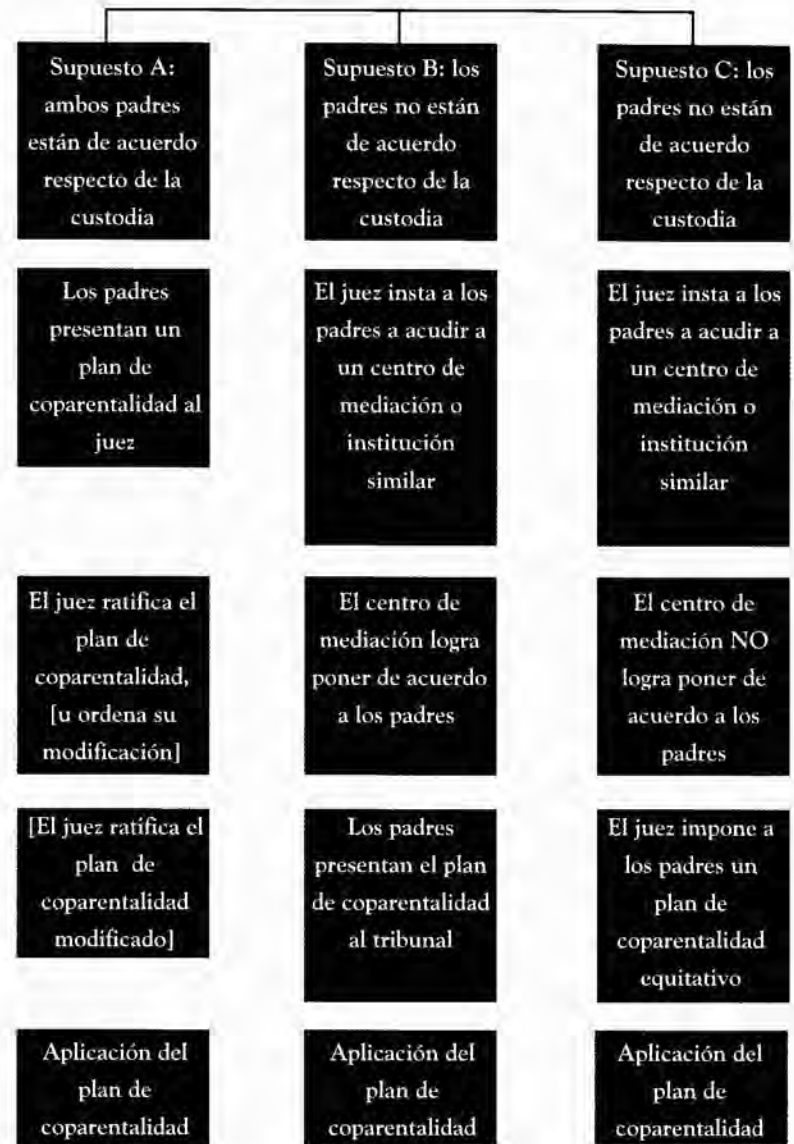 Supuesto A:
ambos padres
están de acuerdo
respecto de la
custodia
Supuesto B: los
padres no están
de acuerdo
respecto de la
custodia
Supuesto C: los
padres no están
de acuerdo
respecto de la
custodia
Los padres
presentan un
plan de
coparentalidad al
juez
El juez insta a los
padres a acudir a
un centro de
mediación o
institución
similar
El juez insta a los
padres a acudir a
un centro de
mediación o
institución
similar
El juez ratifica el
plan de
coparentalidad,
[u ordena su
modificación]
El centro de
mediación logra
poner de acuerdo
a los padres
El centro de
mediación NO
logra poner de
acuerdo a los
padres
[El juez ratifica el
plan de
coparentalidad
modificado]
Los padres
presentan el plan
de coparentalidad
al tribunal
El juez impone a
los padres un
plan de
coparentalidad
equitativo
Aplicación del
plan de
coparentalidad
Aplicación del
plan de
coparentalidad
Aplicación del
plan de
coparentalidad